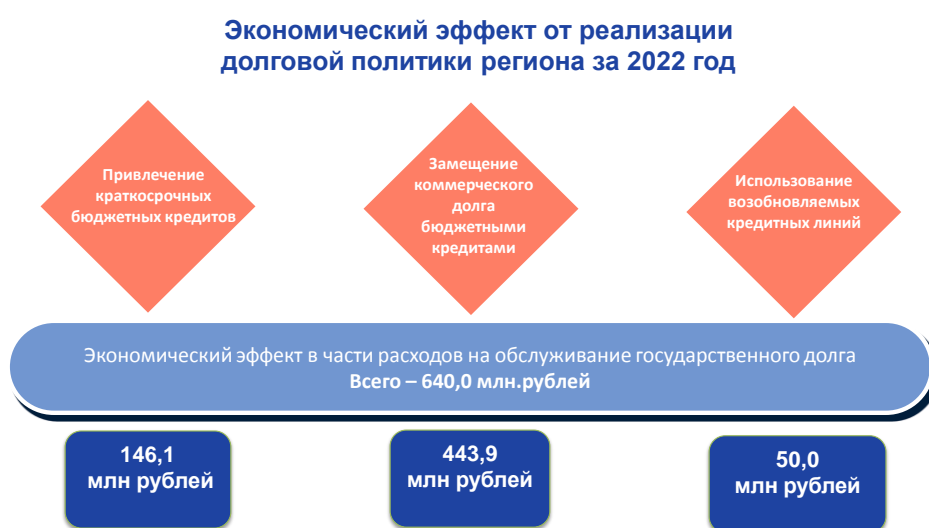 Экономический эффект от реализации
долговой политики региона за 2022 год
Привлечение
краткосрочных
бюджетных кредитов
Замещение
коммерческого
долга
бюджетными
кредитами
Использование
возобновляемых
кредитных линий
Экономический эффект в части расходов на обслуживание государственного долга
Всего – 640,0 млн.рублей
146,1
млн рублей
443,9
млн рублей
50,0
млн рублей